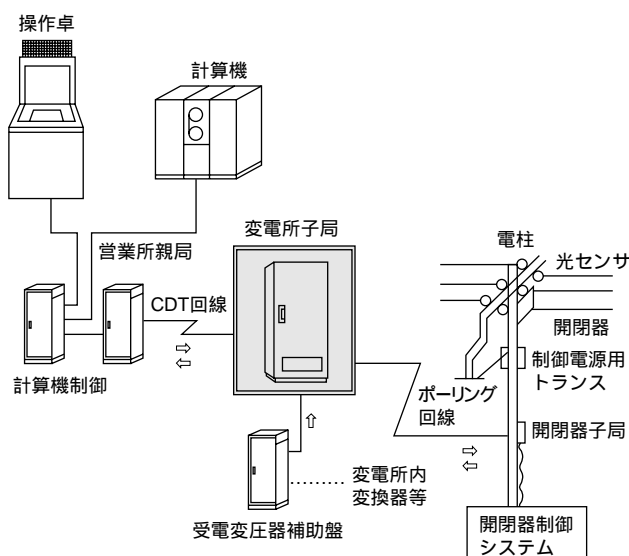 操作卓
計算機
営業所親局
変電所子局
電柱
光センサ
CDT回線
開閉器
計算機制御
制御電源用
トランス
ポーリング
回線
開閉器子局
変電所内
変換器等
受電変圧器補助盤
開閉器制御
システム